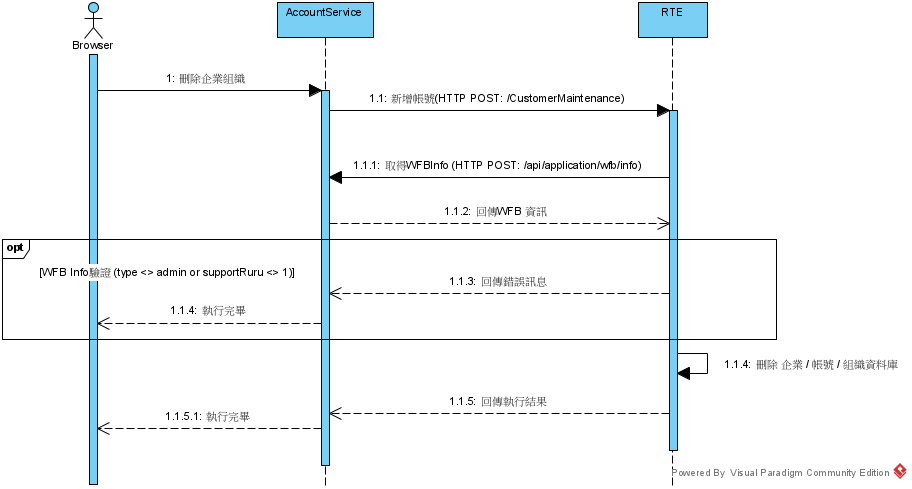 AccountService
RTE
Browser
1: 刪除企業組織
1.1: 新增帳號(HTTP POST: /CustomerMaintenance)
1.1.1: 取得WFBInfo (HTTP POST: /api/application/wfb/info)
1.1.2: 回傳WFB 資訊
opt
[WFB Info驗證 (type <> admin or supportRuru <> 1)]
1.1.3: 回傳錯誤訊息
1.1.4: 執行完畢
1.1.4: 刪除 企業 / 帳號 / 組織資料庫
1.1.5: 回傳執行結果
1.1.5.1: 執行完畢
Powered By Visual Paradigm Community Edition